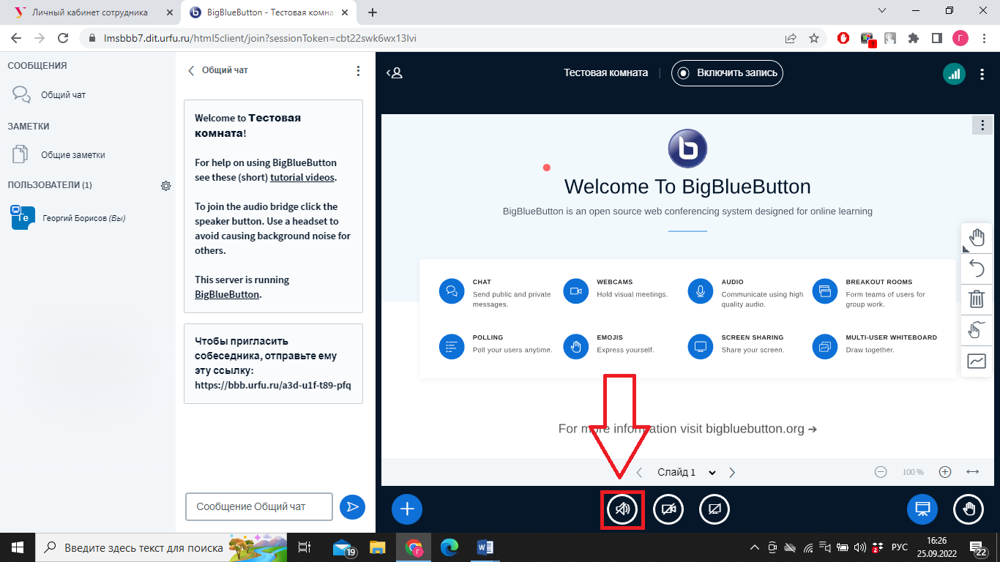 Личный кабинет сотрудника
BigBlueButton - Тестовая комна
lmsbbb7.dit.urfu.ru/html5client/join?sessionToken=cbt22swk6wx13lvi
?
Г
СООБЩЕНИЯ
Общий чат
ЗАМЕТКИ
Общие заметки
ПОЛЬЗОВАТЕЛИ (1)
Te
Георгий Борисов (Вы)
Общий чат
Welcome to Тестовая
комната!
For help on using BigBlueButton
see these (short) tutorial videos.
To join the audio bridge click the
speaker button. Use a headset to
avoid causing background noise for
others.
This server is running
BigBlueButton.
Чтобы пригласить
собеседника, отправьте ему
эту ссылку:
https://bbb.urfu.ru/a3d-u1f-t89-pfq
Сообщение Общий чат
Тестовая комната
Включить запись
b
Welcome To BigBlueButton
BigBlueButton is an open source web conferencing system designed for online learning
CHAT
Send public and private
messages.
WEBCAMS
Hold visual meetings.
AUDIO
Communicate using high
quality audio.
BREAKOUT ROOMS
Form teams of users for
group work.
POLLING
Poll your users anytime.
EMOJIS
Express yourself.
SCREEN SHARING
Share your screen.
MULTI-USER WHITEBOARD
Draw together.
For more information visit bigbluebutton.org ➔
Слайд 1
100 %
Введите здесь текст для поиска
19
Г
W
2
РУС
16:26
25.09.2022
22